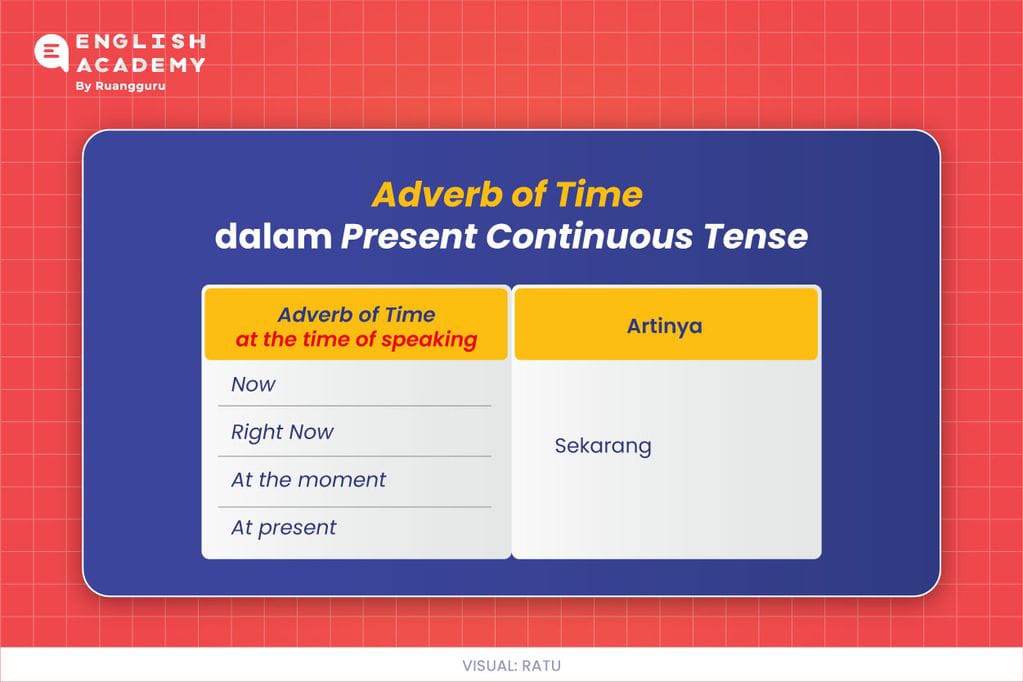 ENGLISH
ACADEMY
By Ruangguru
Adverb of Time
dalam Present Continuous Tense
Adverb of Time
at the time of speaking
Artinya
Now
Right Now
At the moment
At present
Sekarang
VISUAL: RATU